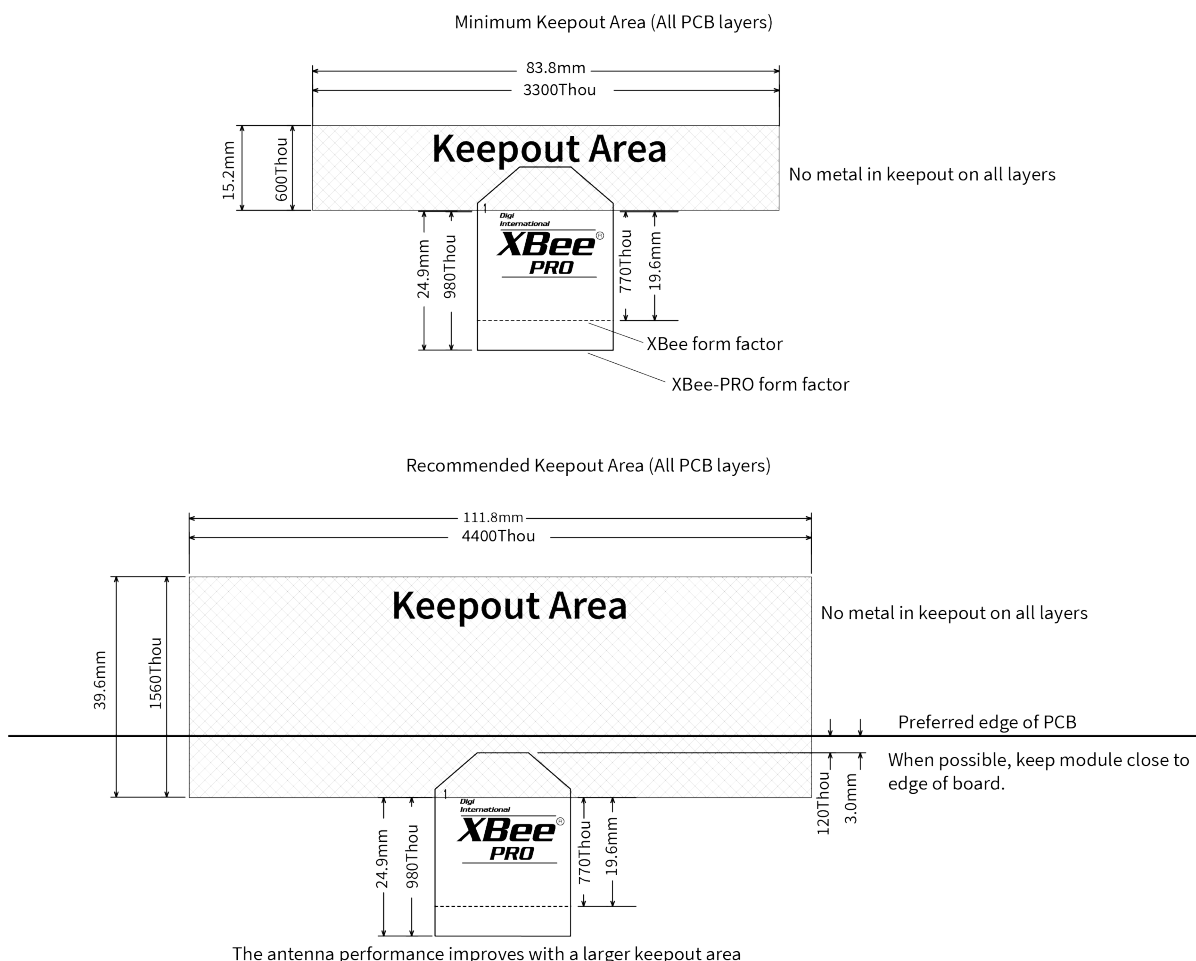 Minimum Keepout Area (All PCB layers)
83.8mm
3300Thou
Keepout Area
15.2mm
600Thou
No metal in keepout on all layers
1
Digi
International
XBee®
PRO
24.9mm
980Thou
770Thou
19.6mm
XBee form factor
XBee-PRO form factor
Recommended Keepout Area (All PCB layers)
111.8mm
4400Thou
Keepout Area
No metal in keepout on all layers
39.6mm
1560Thou
Preferred edge of PCB
When possible, keep module close to
edge of board.
120Thou
3.0mm
1
Digi
International
XBee®
PRO
24.9mm
980Thou
770Thou
19.6mm
The antenna performance improves with a larger keepout area